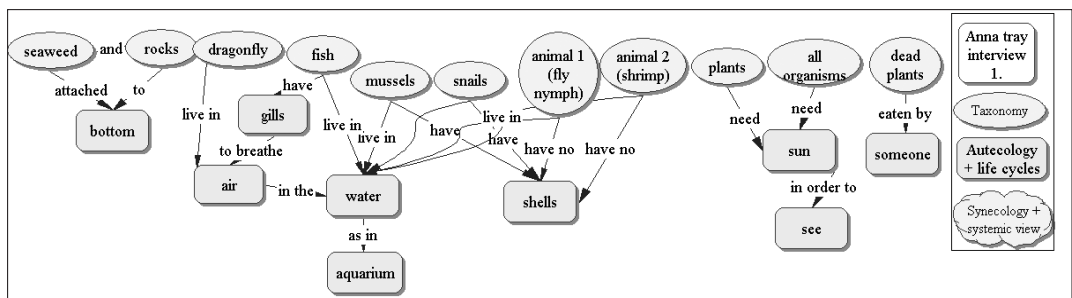 seaweed
and
rocks
dragonfly
fish
mussels
snails
animal 1
(fly
nymph)
animal 2
(shrimp)
plants
all
organisms
dead
plants
attached
to
bottom
live in
have
gills
to breathe
air
in the
live in
live in
water
as in
aquarium
have
live in
have
have no
have no
shells
need
need
sun
in order to
see
eaten by
someone
Anna tray
interview
1.
Taxonomy
Autecology
+ life cycles
Synecology +
systemic view